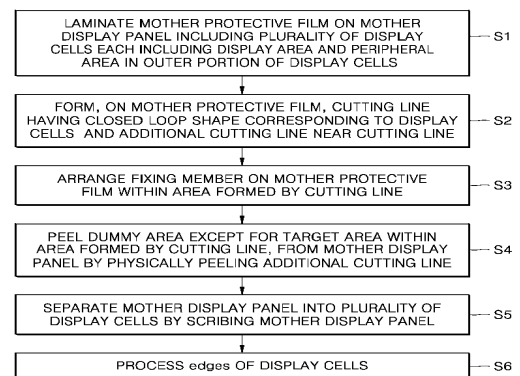 LAMINATE MOTHER PROTECTIVE FILM ON MOTHER
DISPLAY PANEL INCLUDING PLURALITY OF DISPLAY
CELLS EACH INCLUDING DISPLAY AREA AND PERIPHERAL
AREA IN OUTER PORTION OF DISPLAY CELLS
S1
FORM, ON MOTHER PROTECTIVE FILM, CUTTING LINE
HAVING CLOSED LOOP SHAPE CORRESPONDING TO DISPLAY
CELLS AND ADDITIONAL CUTTING LINE NEAR CUTTING LINE
S2
ARRANGE FIXING MEMBER ON MOTHER PROTECTIVE
FILM WITHIN AREA FORMED BY CUTTING LINE
S3
PEEL DUMMY AREA EXCEPT FOR TARGET AREA WITHIN
AREA FORMED BY CUTTING LINE, FROM MOTHER DISPLAY
PANEL BY PHYSICALLY PEELING ADDITIONAL CUTTING LINE
S4
SEPARATE MOTHER DISPLAY PANEL INTO PLURALITY OF
DISPLAY CELLS BY SCRIBING MOTHER DISPLAY PANEL
S5
PROCESS edges OF DISPLAY CELLS
S6